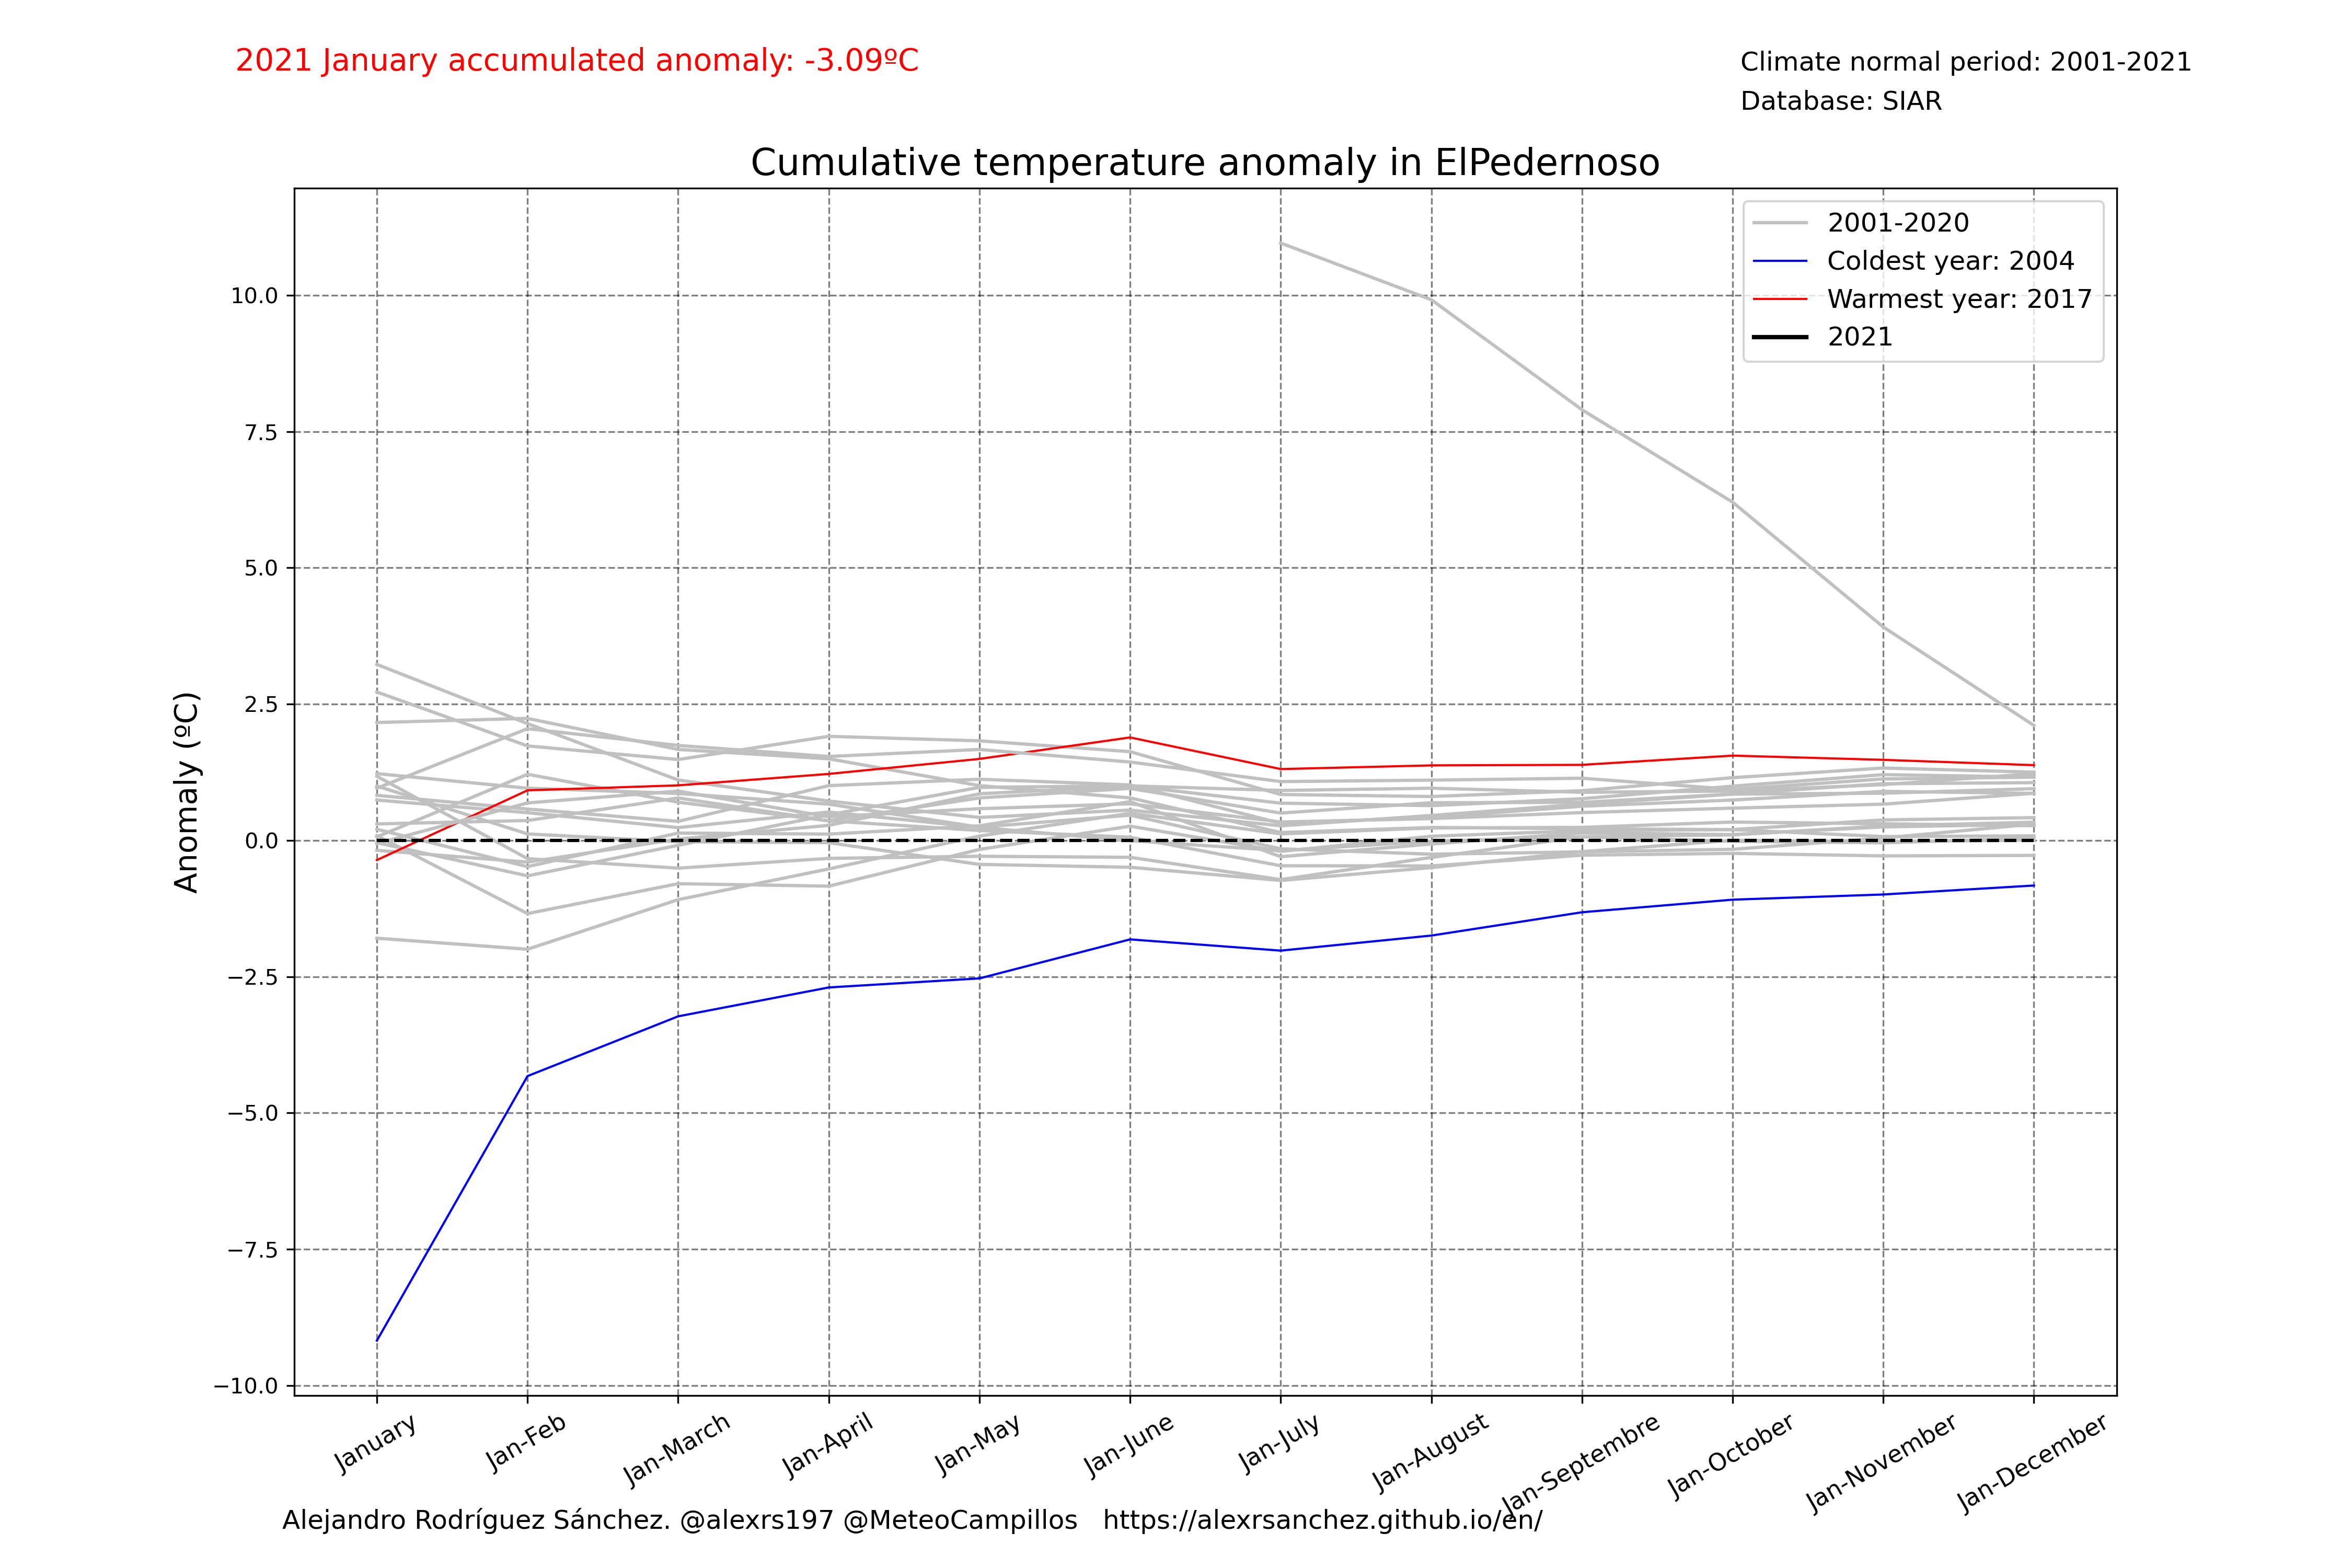 2021 January accumulated anomaly: -3.09ºC
Climate normal period: 2001-2021
Database: SIAR
Cumulative temperature anomaly in ElPedernoso
2001-2020
Coldest year: 2004
Warmest year: 2017
2021
Anomaly (ºC)
10.0
7.5
5.0
2.5
0.0
−2.5
−5.0
−7.5
−10.0
January
Jan-Feb
Jan-March
Jan-April
Jan-May
Jan-June
Jan-July
Jan-August
Jan-Septembre
Jan-October
Jan-November
Jan-December
Alejandro Rodríguez Sánchez. @alexrs197 @MeteoCampillos https://alexrsanchez.github.io/en/